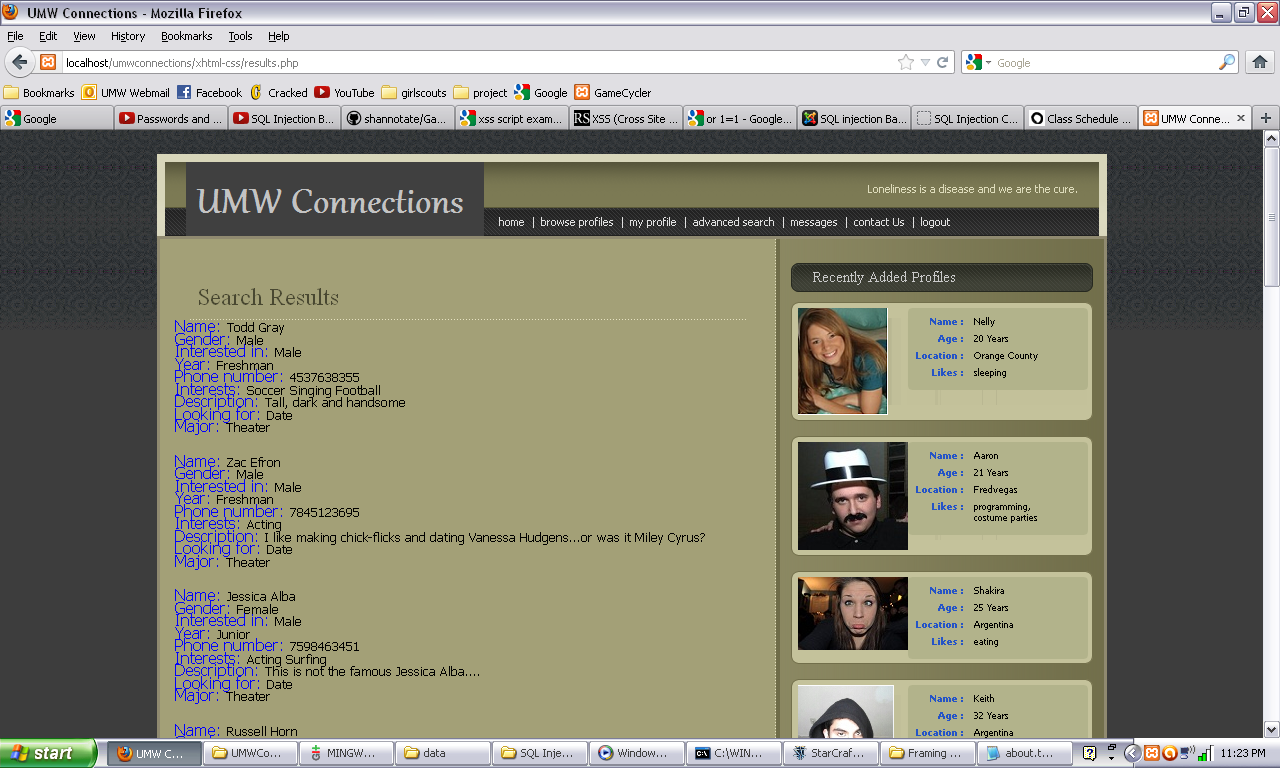 UMW Connections - Mozilla Firefox
File Edit View History Bookmarks Tools Help
localhost/umwconnections/xhtml-css/results.php
Google
Bookmarks UMW Webmail Facebook Cracked YouTube girlscouts project Google GameCycler
Google Passwords and ... SQL Injection B... shannotate/Ga... xss script exam... RS XSS (Cross Site ... or 1=1 - Google... SQL injection Ba... SQL Injection C... Class Schedule ... UMW Conne...
UMW Connections
Loneliness is a disease and we are the cure.
home | browse profiles | my profile | advanced search | messages | contact Us | logout
Search Results
Name: Todd Gray
Gender: Male
Interested in: Male
Year: Freshman
Phone number: 4537638355
Interests: Soccer Singing Football
Description: Tall, dark and handsome
Looking for: Date
Major: Theater
Name: Zac Efron
Gender: Male
Interested in: Male
Year: Freshman
Phone number: 7845123695
Interests: Acting
Description: I like making chick-flicks and dating Vanessa Hudgens...or was it Miley Cyrus?
Looking for: Date
Major: Theater
Name: Jessica Alba
Gender: Female
Interested in: Male
Year: Junior
Phone number: 7598463451
Interests: Acting Surfing
Description: This is not the famous Jessica Alba....
Looking for: Date
Major: Theater
Name: Russell Horn
Recently Added Profiles
Name : Nelly
Age : 20 Years
Location : Orange County
Likes : sleeping
Name : Aaron
Age : 21 Years
Location : Fredvegas
Likes : programming,
costume parties
Name : Shakira
Age : 25 Years
Location : Argentina
Likes : eating
Name : Keith
Age : 32 Years
Location : Argentina
start UMW C... UMWCo... MINGW... data SQL Inje... Window... C:\WIN... StarCraf... Framing ... about.t... 11:23 PM